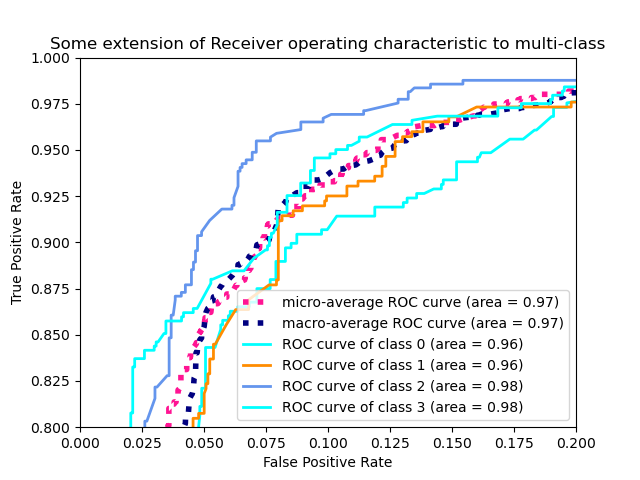 Some extension of Receiver operating characteristic to multi-class
True Positive Rate
1.000
0.975
0.950
0.925
0.900
0.875
0.850
0.825
0.800
micro-average ROC curve (area = 0.97)
macro-average ROC curve (area = 0.97)
ROC curve of class 0 (area = 0.96)
ROC curve of class 1 (area = 0.96)
ROC curve of class 2 (area = 0.98)
ROC curve of class 3 (area = 0.98)
0.000 0.025 0.050 0.075 0.100 0.125 0.150 0.175 0.200
False Positive Rate